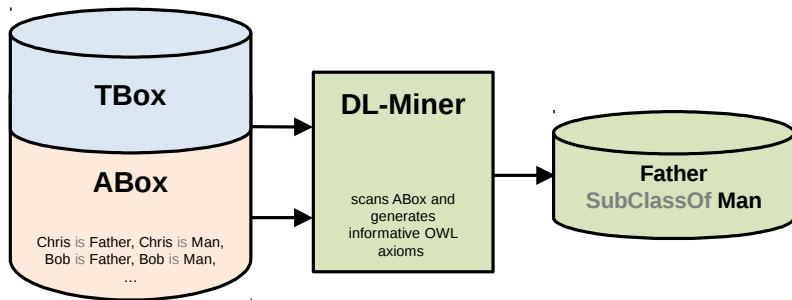 TBox
ABox
Chris is Father, Chris is Man,
Bob is Father, Bob is Man,
...
DL-Miner
scans ABox and
generates
informative OWL
axioms
Father
SubClassOf Man